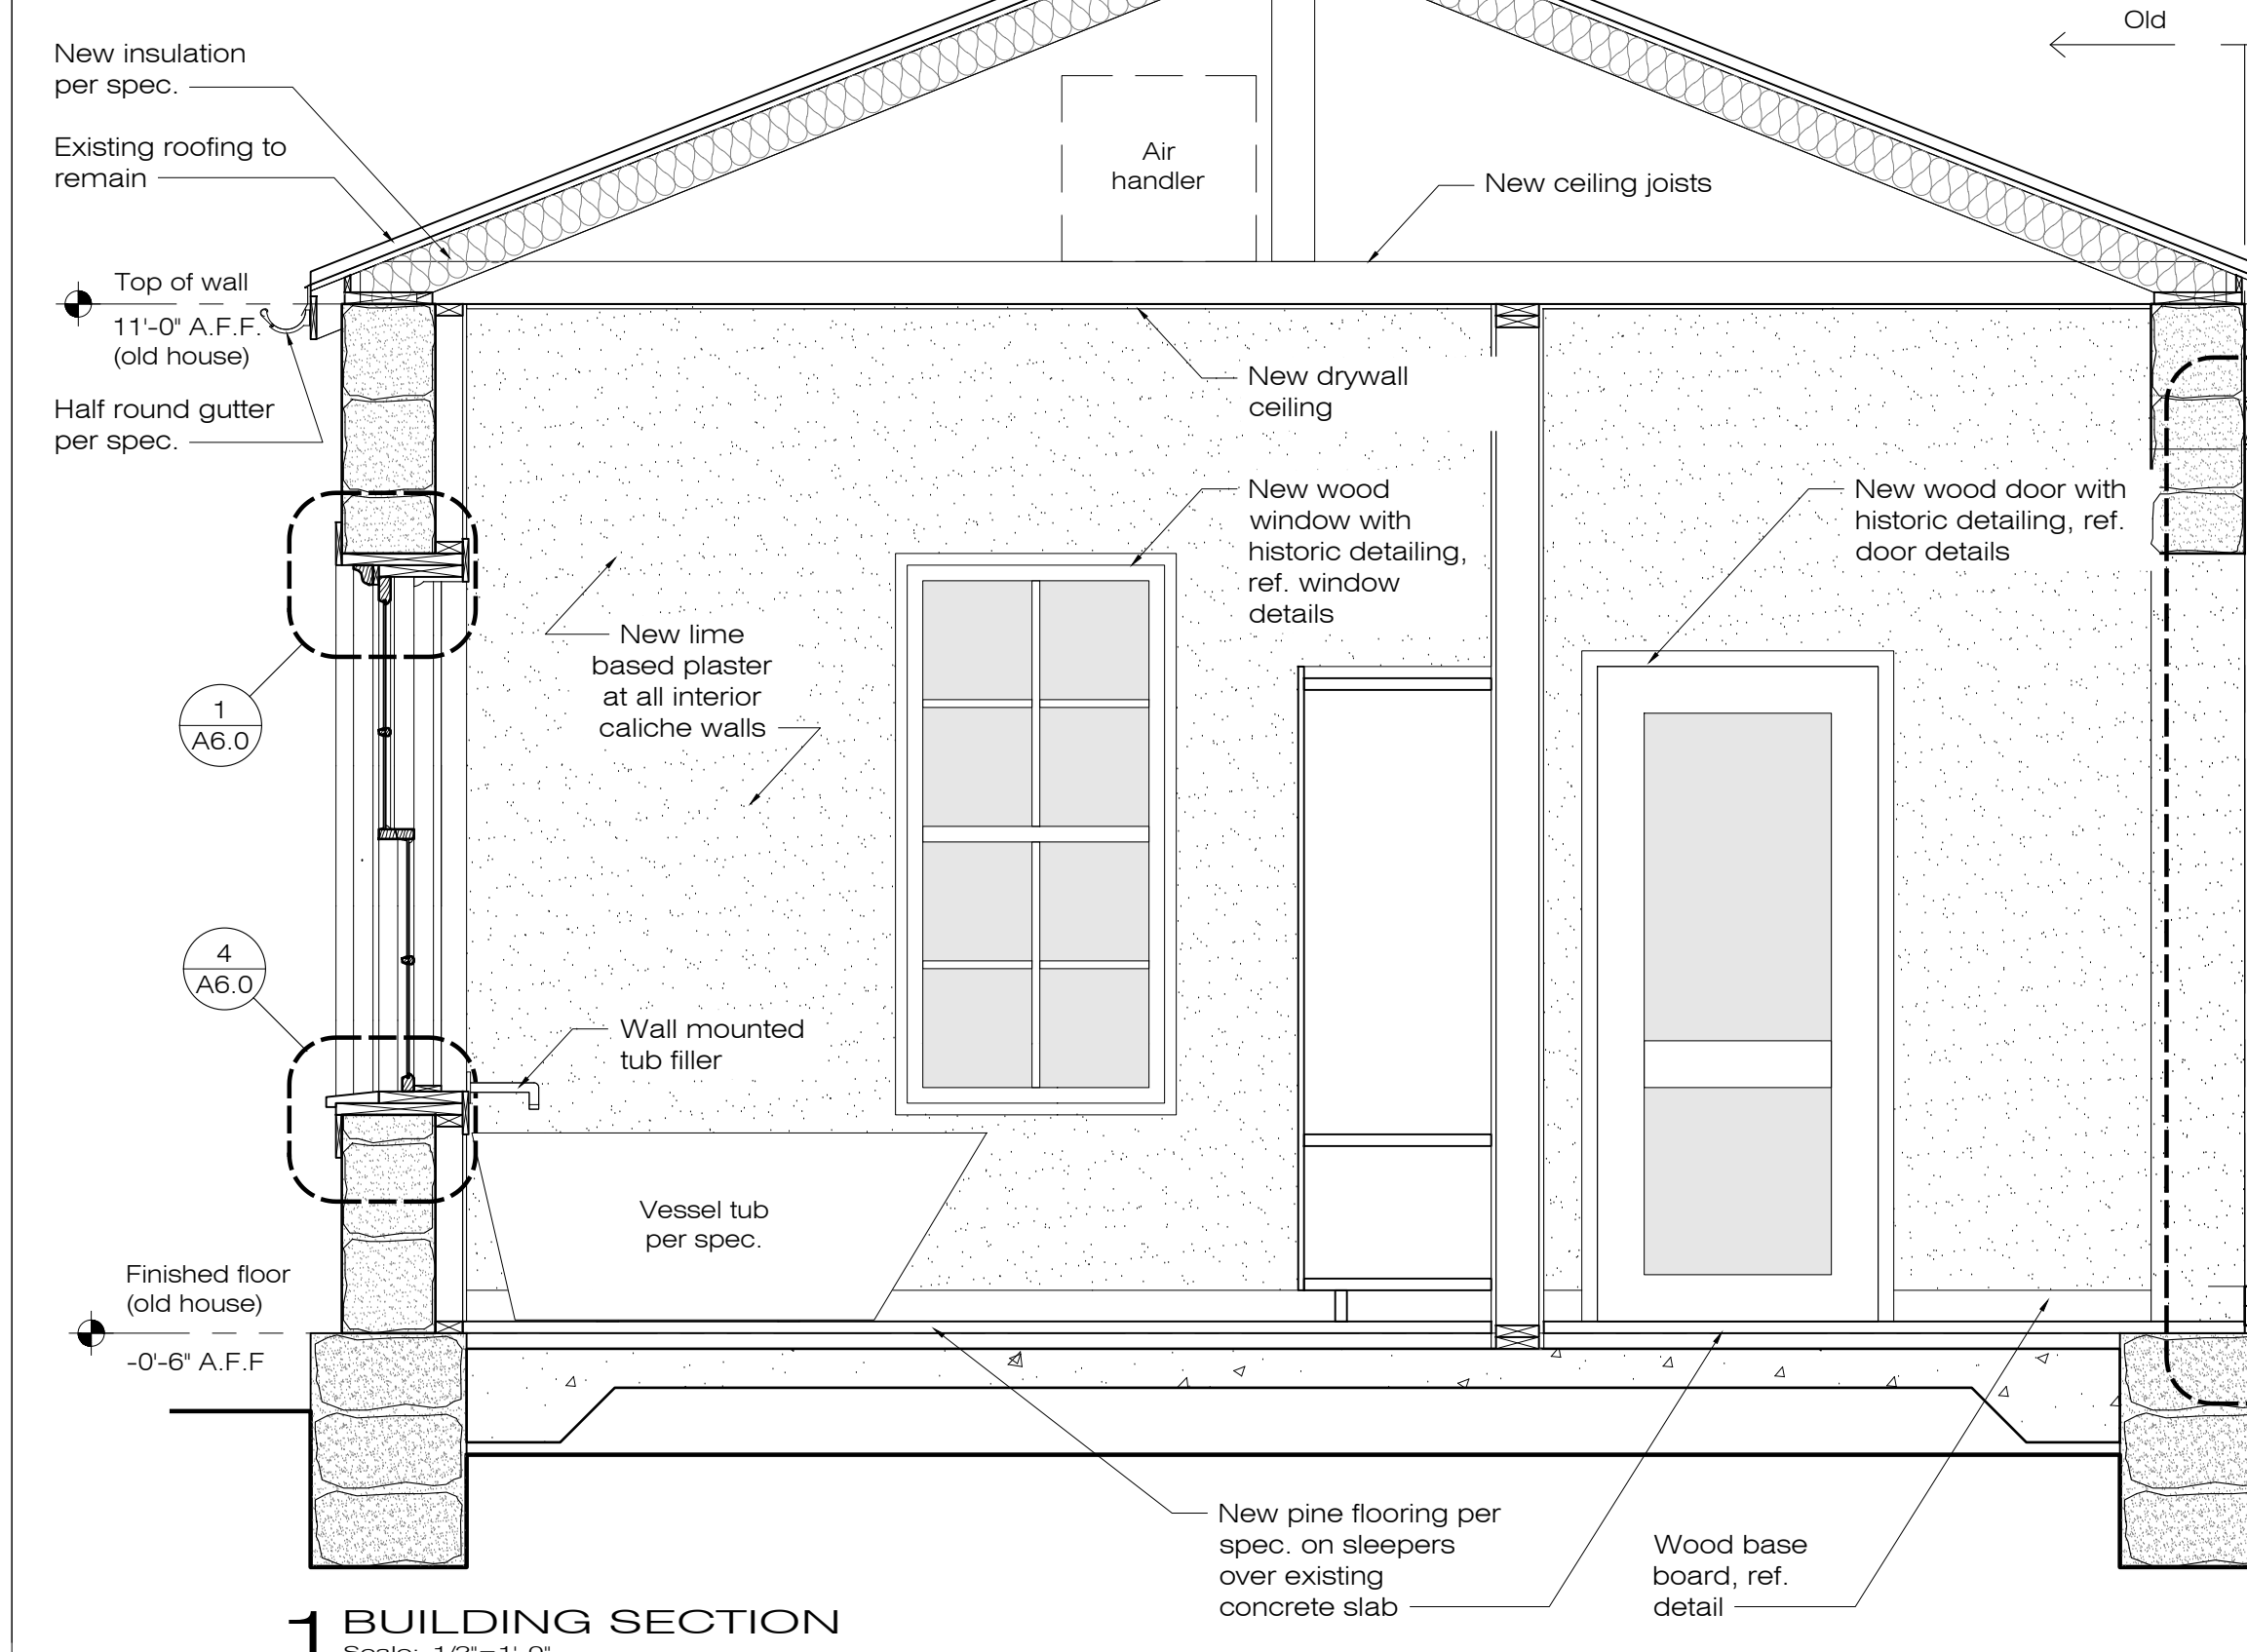 Old
New insulation
per spec.
Existing roofing to
remain
Air
handler
New ceiling joists
Top of wall
11'-0" A.F.F.
(old house)
Half round gutter
per spec.
New drywall
ceiling
New wood
window with
historic detailing,
ref. window
details
New wood door with
historic detailing, ref.
door details
New lime
based plaster
at all interior
caliche walls
1
A6.0
4
A6.0
Wall mounted
tub filler
Vessel tub
per spec.
Finished floor
(old house)
-0'-6" A.F.F
New pine flooring per
spec. on sleepers
over existing
concrete slab
Wood base
board, ref.
detail
1 BUILDING SECTION
Scale: 1/2"=1'-0"